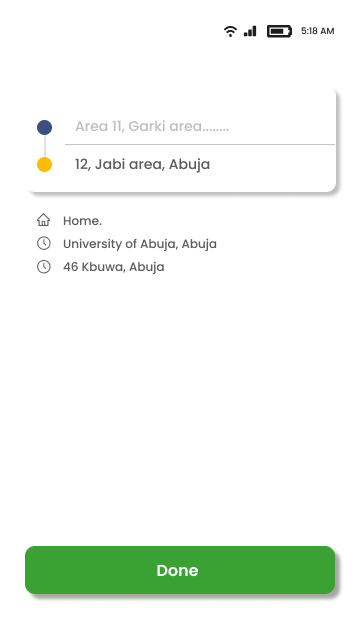 5:18 AM
Area 11, Garki area........
12, Jabi area, Abuja
Home.
University of Abuja, Abuja
46 Kbuwa, Abuja
Done